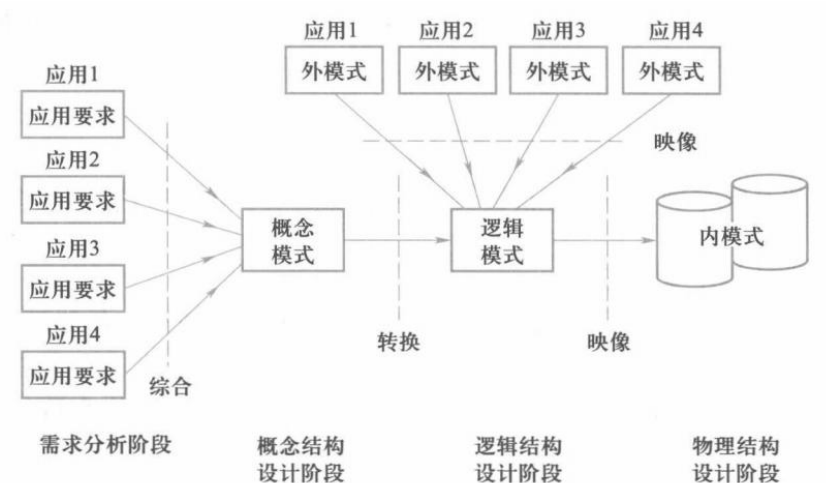 应用1 应用2 应用3 应用4
外模式 外模式 外模式 外模式
应用1
应用要求
映像
应用2
应用要求
概念
模式
逻辑
模式
内模式
应用3
应用要求
应用4
应用要求
转换
映像
综合
需求分析阶段
概念结构
设计阶段
逻辑结构
设计阶段
物理结构
设计阶段